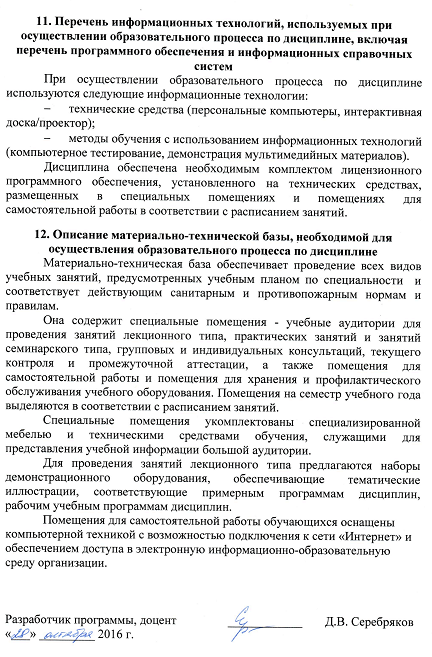 11. Перечень информационных технологий, используемых при
осуществлении образовательного процесса по дисциплине, включая
перечень программного обеспечения и информационных справочных
систем
При осуществлении образовательного процесса по дисциплине
используются следующие информационные технологии:
– технические средства (персональные компьютеры, интерактивная
доска/проектор);
– методы обучения с использованием информационных технологий
(компьютерное тестирование, демонстрация мультимедийных материалов).
Дисциплина обеспечена необходимым комплектом лицензионного
программного обеспечения, установленного на технических средствах,
размещенных в специальных помещениях и помещениях для
самостоятельной работы в соответствии с расписанием занятий.
12. Описание материально-технической базы, необходимой для
осуществления образовательного процесса по дисциплине
Материально-техническая база обеспечивает проведение всех видов
учебных занятий, предусмотренных учебным планом по специальности и
соответствует действующим санитарным и противопожарным нормам и
правилам.
Она содержит специальные помещения - учебные аудитории для
проведения занятий лекционного типа, практических занятий и занятий
семинарского типа, групповых и индивидуальных консультаций, текущего
контроля и промежуточной аттестации, а также помещения для
самостоятельной работы и помещения для хранения и профилактического
обслуживания учебного оборудования. Помещения на семестр учебного года
выделяются в соответствии с расписанием занятий.
Специальные помещения укомплектованы специализированной
мебелью и техническими средствами обучения, служащими для
представления учебной информации большой аудитории.
Для проведения занятий лекционного типа предлагаются наборы
демонстрационного оборудования, обеспечивающие тематические
иллюстрации, соответствующие примерным программам дисциплин,
рабочим учебным программам дисциплин.
Помещения для самостоятельной работы обучающихся оснащены
компьютерной техникой с возможностью подключения к сети «Интернет» и
обеспечением доступа в электронную информационно-образовательную
среду организации.
Разработчик программы, доцент Д.В. Серебряков
«28» октября 2016 г.